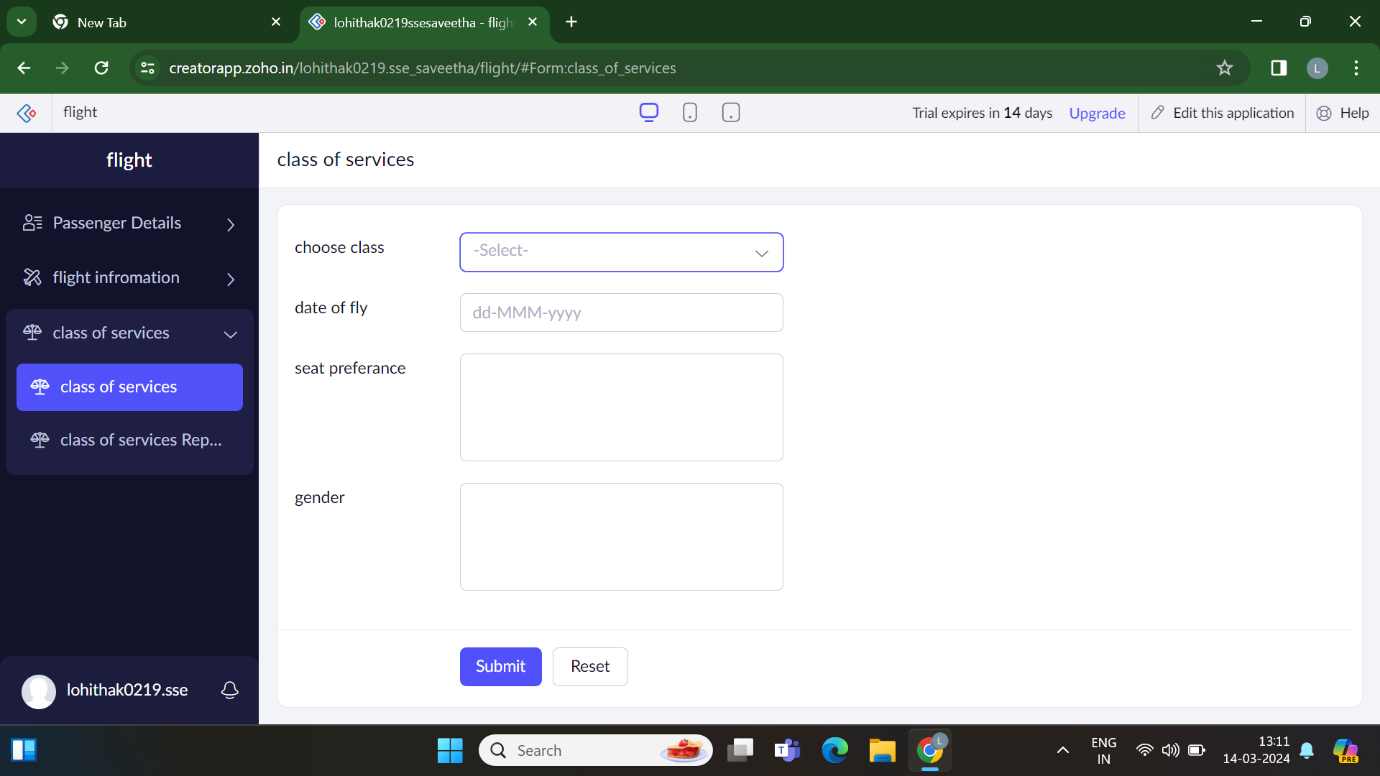 New Tab
lohithak0219ssesaveetha - fligh
creatorapp.zoho.in/lohithak0219.sse_saveetha/flight/#Form:class_of_services
L
flight
Trial expires in 14 days
Upgrade
Edit this application
Help
flight
class of services
Passenger Details
flight infromation
class of services
class of services
class of services Rep...
choose class
-Select-
date of fly
dd-MMM-yyyy
seat preferance
gender
Submit
Reset
lohithak0219.sse
Search
L
ENG
IN
13:11
14-03-2024
PRE